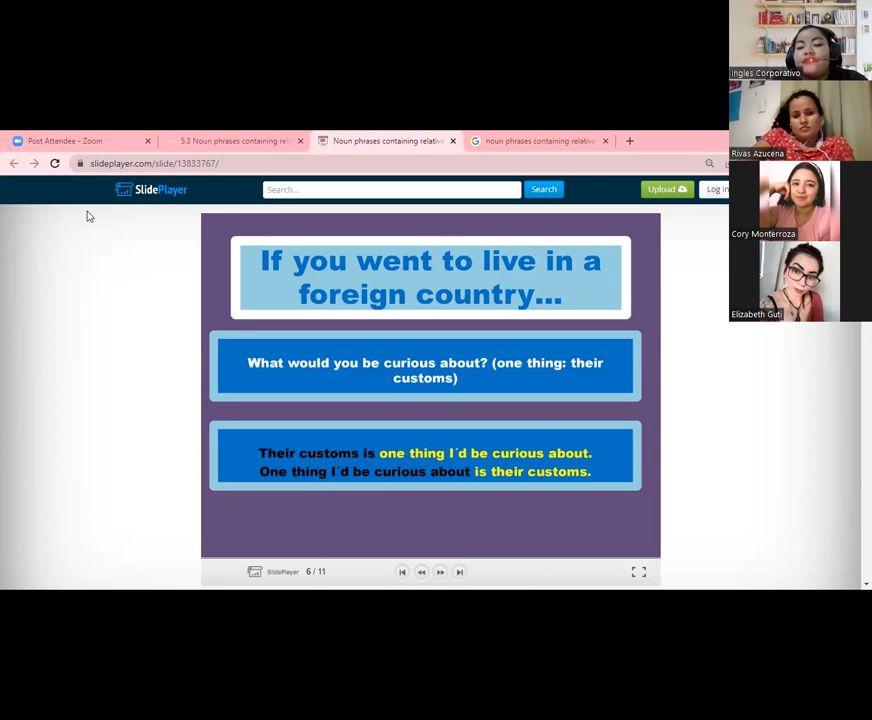 Post Attendee - Zoom
5.3 Noun phrases containing rela
Noun phrases containing relative
noun phrases containing relative
slideplayer.com/slide/13833767/
SlidePlayer
Search...
Search
Upload
Log in
If you went to live in a
foreign country...
What would you be curious about? (one thing: their
customs)
Their customs is one thing I´d be curious about.
One thing I´d be curious about is their customs.
SlidePlayer
6 / 11
Ingles Corporativo
Rivas Azucena
Cory Monterroza
Elizabeth Guti